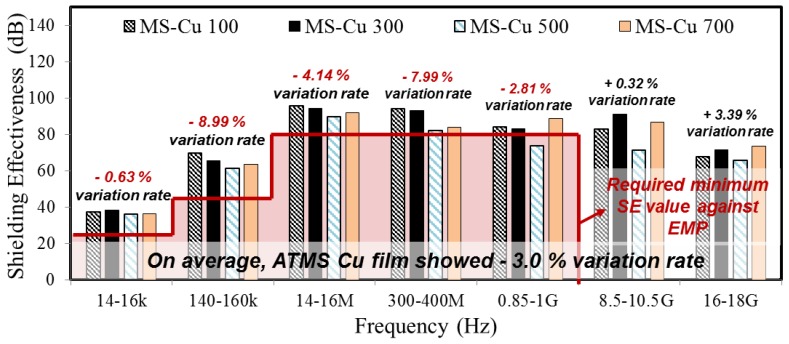 MS-Cu 100 MS-Cu 300 MS-Cu 500 MS-Cu 700
Shielding Effectiveness (dB)
140
120
100
80
60
40
20
0
- 0.63 %
variation rate
- 8.99 %
variation rate
- 4.14 %
variation rate
- 7.99 %
variation rate
- 2.81 %
variation rate
+ 0.32 %
variation rate
+ 3.39 %
variation rate
Required minimum
SE value against
EMP
On average, ATMS Cu film showed - 3.0 % variation rate
14-16k 140-160k 14-16M 300-400M 0.85-1G 8.5-10.5G 16-18G
Frequency (Hz)